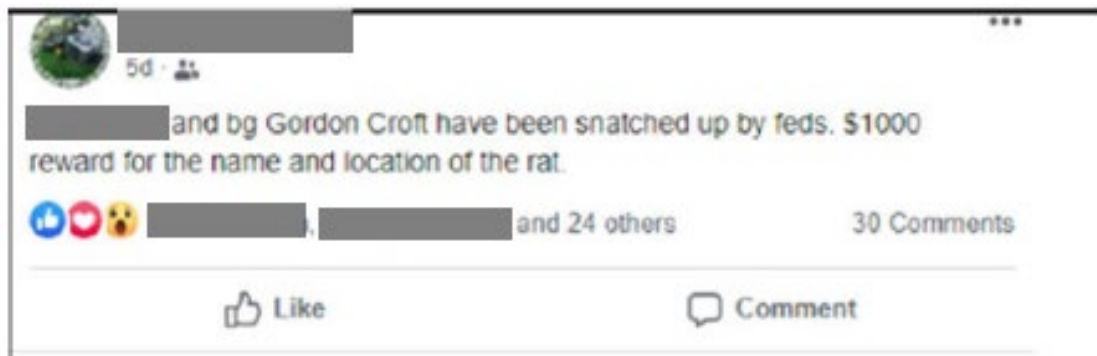 5d ·
and bg Gordon Croft have been snatched up by feds. $1000
reward for the name and location of the rat.
and 24 others
30 Comments
Like
Comment